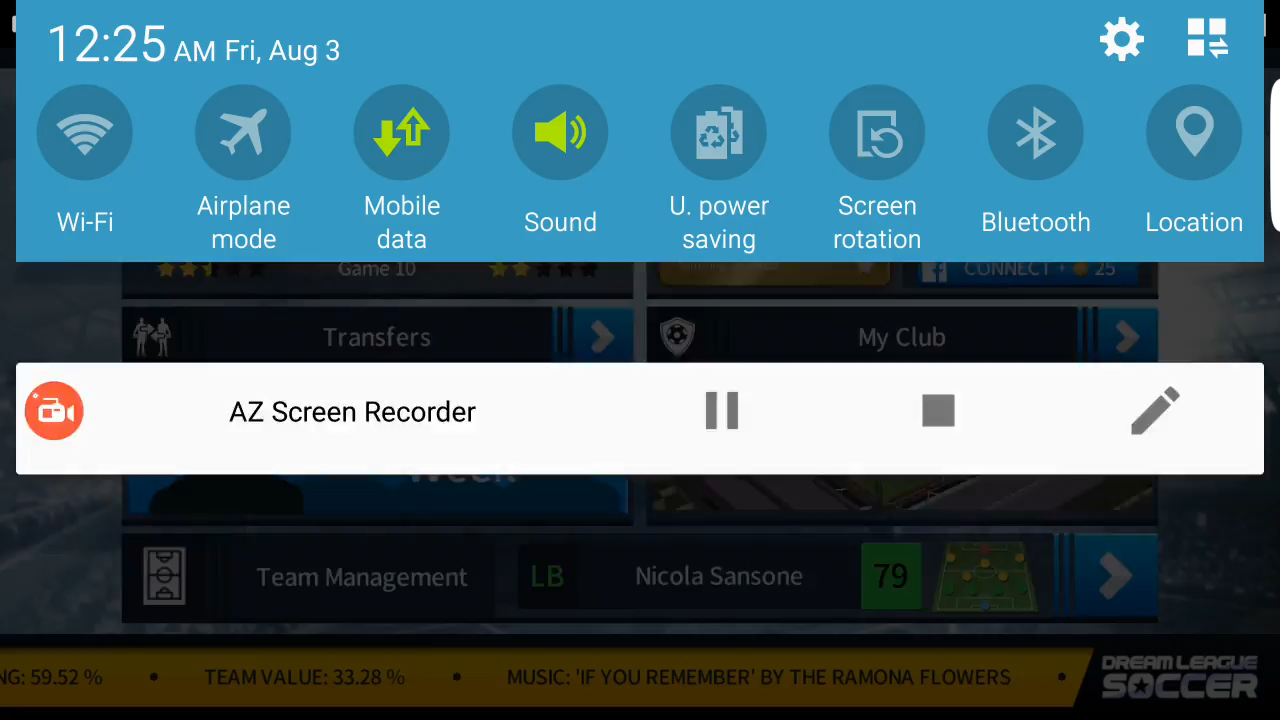 12:25 AM Fri, Aug 3
Wi-Fi
Airplane mode
Mobile data
Sound
U. power saving
Screen rotation
Bluetooth
Location
Game 10
CONNECT + 25
Transfers
My Club
AZ Screen Recorder
Team Management
LB
Nicola Sansone
79
NG: 59.52 % • TEAM VALUE: 33.28 % • MUSIC: 'IF YOU REMEMBER' BY THE RAMONA FLOWERS •
DREAM LEAGUE
SOCCER